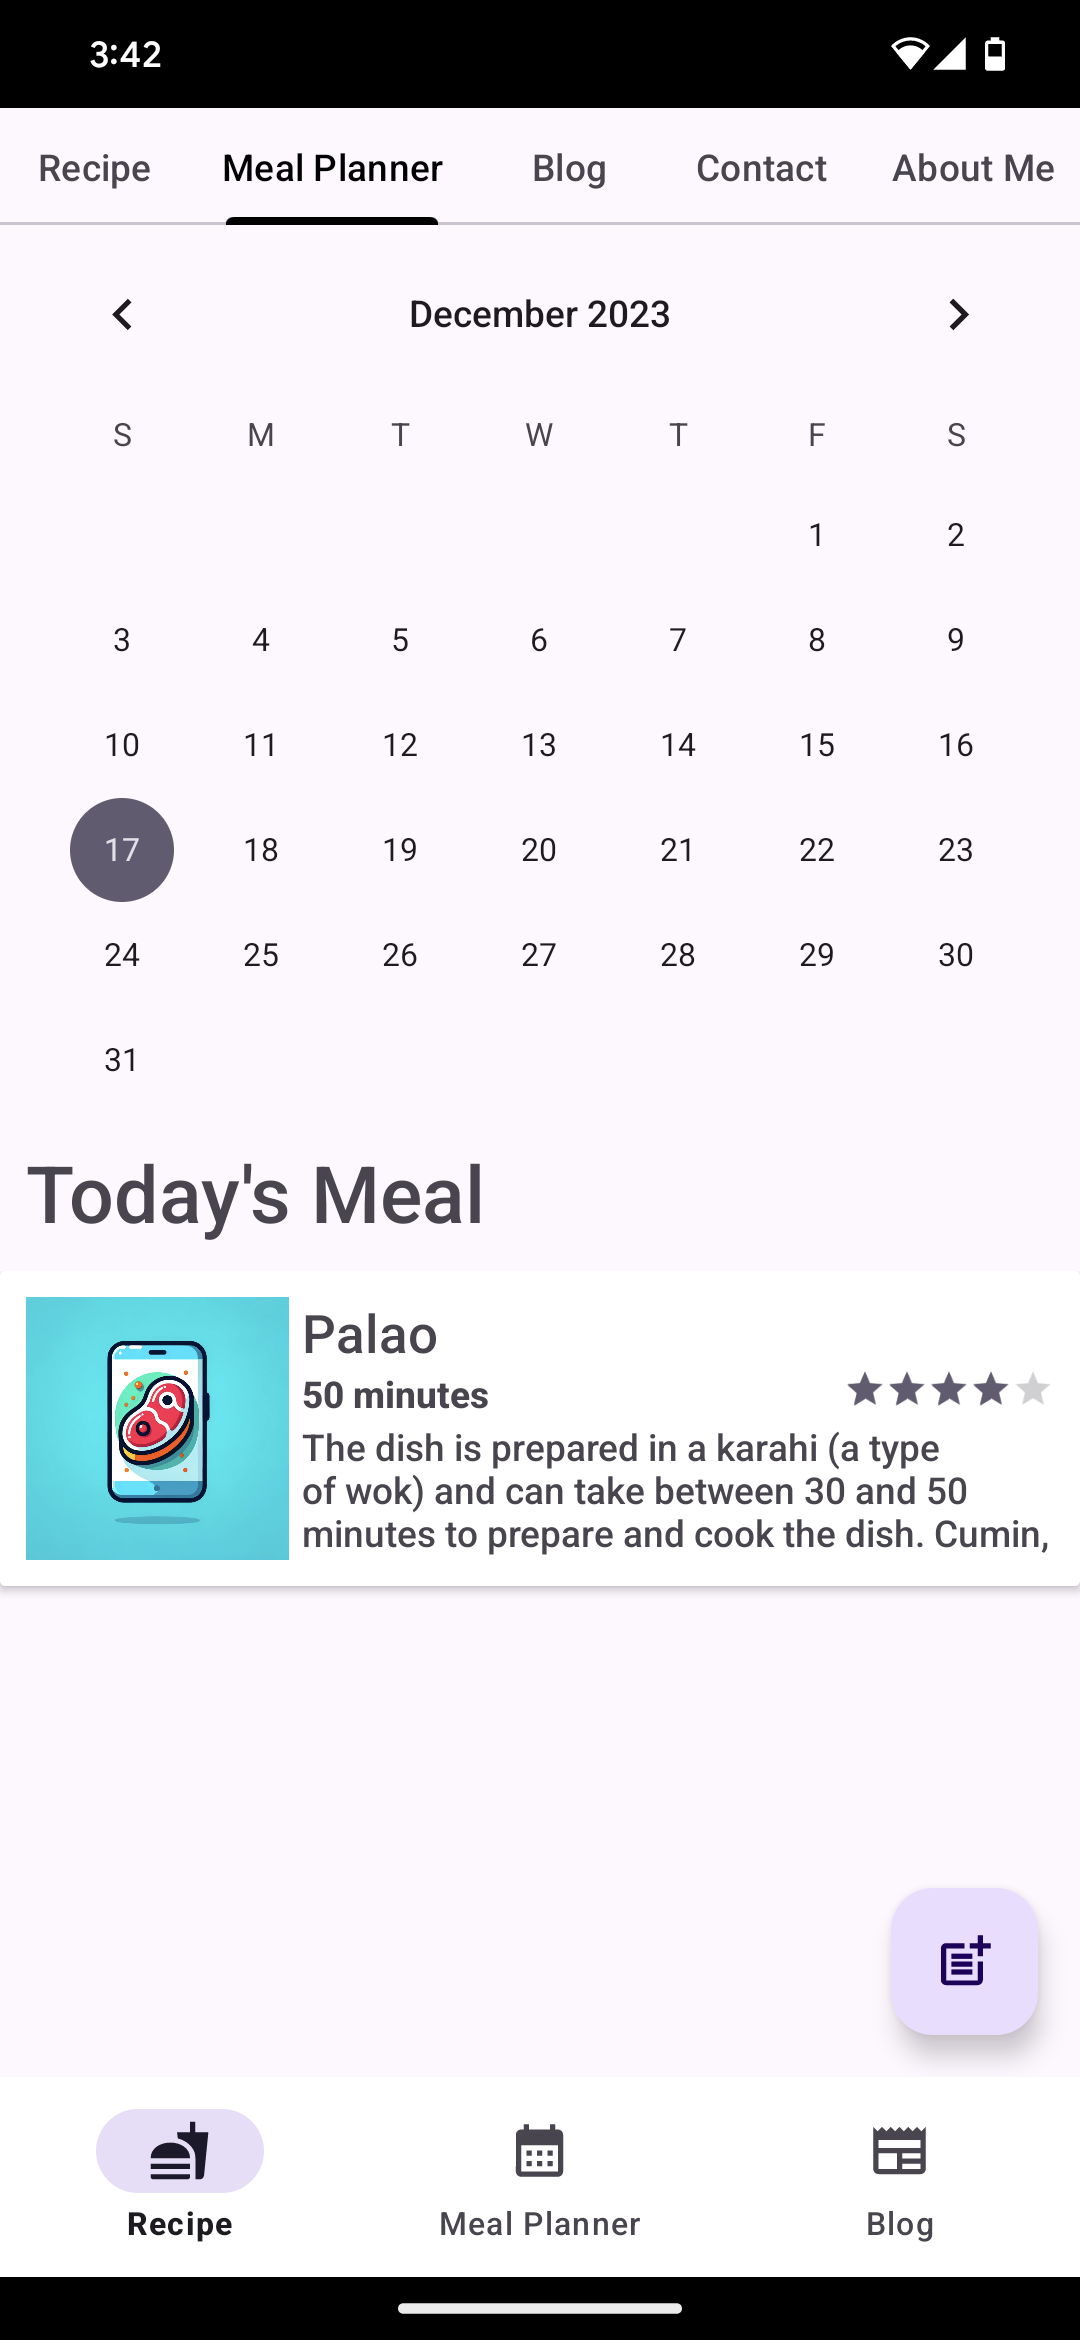 3:42
Recipe Meal Planner Blog Contact About Me
December 2023
S M T W T F S
1 2
3 4 5 6 7 8 9
10 11 12 13 14 15 16
17 18 19 20 21 22 23
24 25 26 27 28 29 30
31
Today's Meal
Palao
50 minutes
The dish is prepared in a karahi (a type
of wok) and can take between 30 and 50
minutes to prepare and cook the dish. Cumin,
Recipe Meal Planner Blog